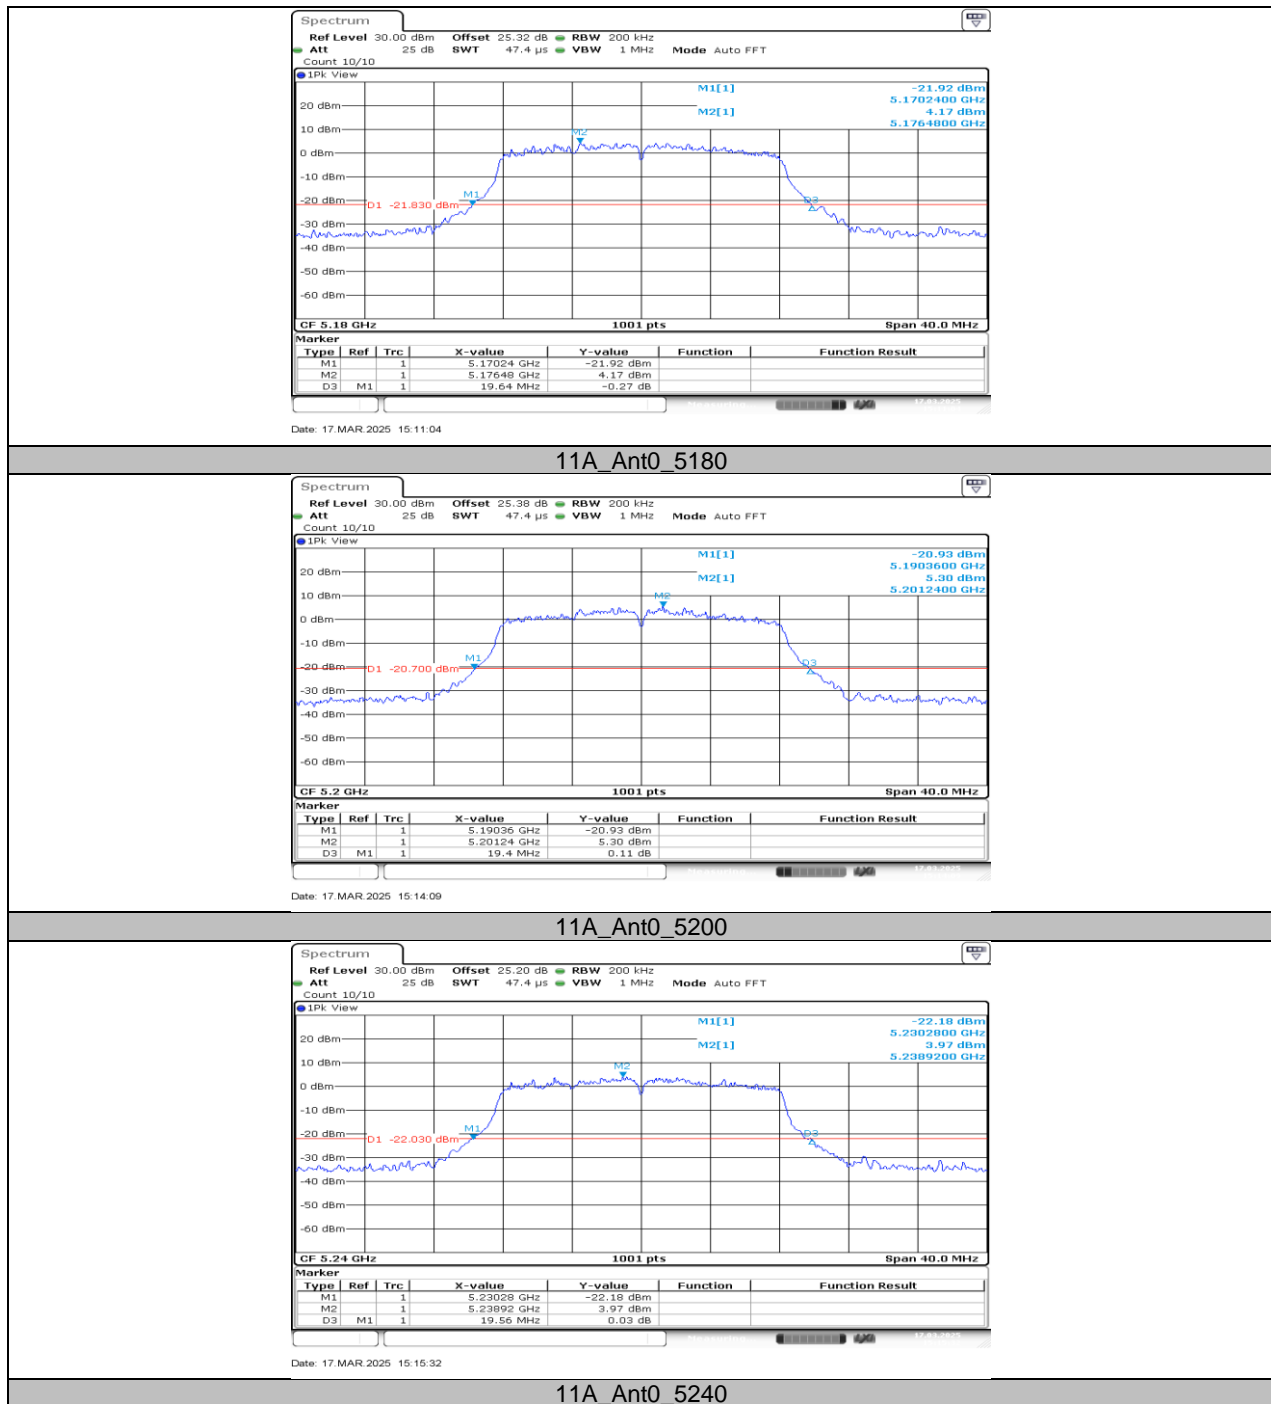 Spectrum
Ref Level 30.00 dBm Offset 25.32 dB RBW 200 kHz
Att 25 dB SWT 47.4 µs VBW 1 MHz Mode Auto FFT
Count 10/10
1Pk View
M1[1] -21.92 dBm
5.1702400 GHz
M2[1] 4.17 dBm
5.1764800 GHz
20 dBm
10 dBm
M2
0 dBm
-10 dBm
M1
-20 dBm
D1 -21.830 dBm
D3
-30 dBm
-40 dBm
-50 dBm
-60 dBm
CF 5.18 GHz 1001 pts Span 40.0 MHz
Marker
Type Ref Trc X-value Y-value Function Function Result
M1 1 5.17024 GHz -21.92 dBm
M2 1 5.17648 GHz 4.17 dBm
D3 M1 1 19.64 MHz -0.27 dB
Date: 17.MAR.2025 15:11:04
11A_Ant0_5180
Spectrum
Ref Level 30.00 dBm Offset 25.38 dB RBW 200 kHz
Att 25 dB SWT 47.4 µs VBW 1 MHz Mode Auto FFT
Count 10/10
1Pk View
M1[1] -20.93 dBm
5.1903600 GHz
20 dBm
M2[1] 5.30 dBm
5.2012400 GHz
10 dBm
M2
0 dBm
-10 dBm
M1
D3
-20 dBm
D1 -20.700 dBm
-30 dBm
-40 dBm
-50 dBm
-60 dBm
CF 5.2 GHz 1001 pts Span 40.0 MHz
Marker
Type Ref Trc X-value Y-value Function Function Result
M1 1 5.19036 GHz -20.93 dBm
M2 1 5.20124 GHz 5.30 dBm
D3 M1 1 19.4 MHz 0.11 dB
Date: 17.MAR.2025 15:14:09
11A_Ant0_5200
Spectrum
Ref Level 30.00 dBm Offset 25.20 dB RBW 200 kHz
Att 25 dB SWT 47.4 µs VBW 1 MHz Mode Auto FFT
Count 10/10
1Pk View
M1[1] -22.18 dBm
5.2302800 GHz
20 dBm
M2[1] 3.97 dBm
5.2389200 GHz
10 dBm
M2
0 dBm
-10 dBm
M1
-20 dBm
D3
D1 -22.030 dBm
-30 dBm
-40 dBm
-50 dBm
-60 dBm
CF 5.24 GHz 1001 pts Span 40.0 MHz
Marker
Type Ref Trc X-value Y-value Function Function Result
M1 1 5.23028 GHz -22.18 dBm
M2 1 5.23892 GHz 3.97 dBm
D3 M1 1 19.56 MHz 0.03 dB
Date: 17.MAR.2025 15:15:32
11A_Ant0_5240